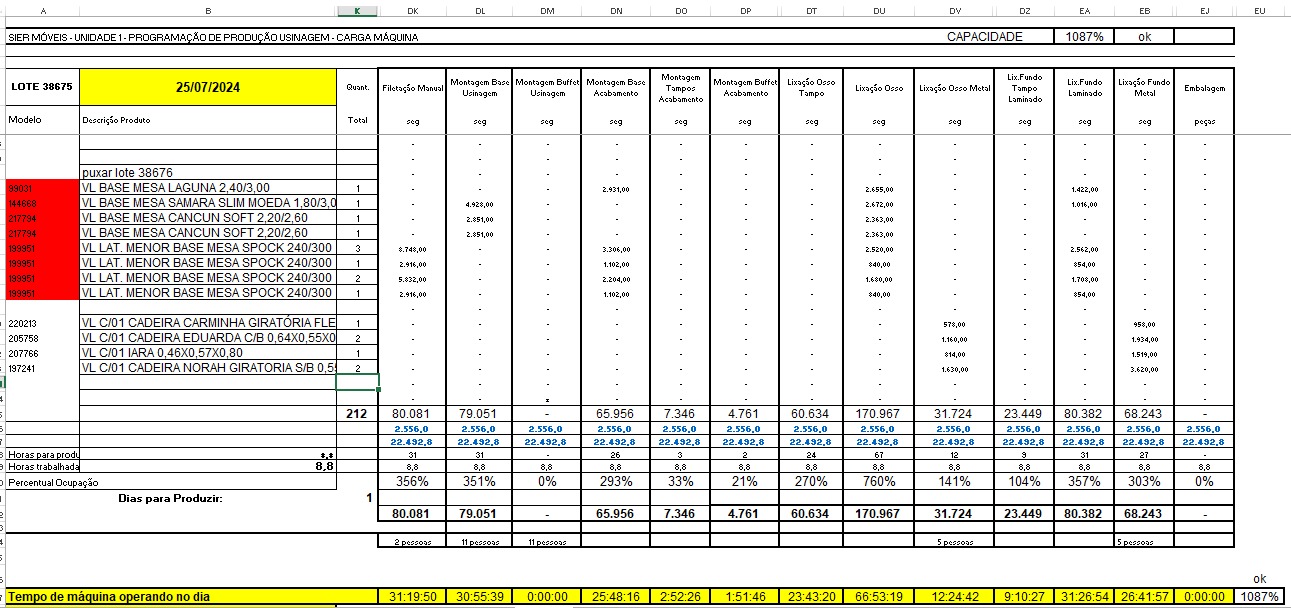 A B K DK DL DM DN DO DP DT DU DV DZ EA EB EJ EU
SIER MÓVEIS - UNIDADE 1 - PROGRAMAÇÃO DE PRODUÇÃO USINAGEM - CARGA MÁQUINA CAPACIDADE 1087% ok
LOTE 38675 25/07/2024 Quant. Filetação Manual Montagem Base Usinagem Montagem Buffet Usinagem Montagem Base Acabamento Montagem Tampos Acabamento Montagem Buffet Acabamento Lixação Osso Tampo Lixação Osso Lixação Osso Metal Lix.Fundo Tampo Laminado Lix.Fundo Laminado Lixação Fundo Metal Embalagem
Modelo Descrição Produto Total seg seg seg seg seg seg seg seg seg seg seg seg peças
- - - - - - - - - - - - -
- - - - - - - - - - - - -
puxar lote 38676 - - - - - - - - - - - - -
99031 VL BASE MESA LAGUNA 2,40/3,00 1 - - - 2.931,00 - - - 2.655,00 - - 1.422,00 - -
144668 VL BASE MESA SAMARA SLIM MOEDA 1,80/3,0 1 - 4.928,00 - - - - - 2.672,00 - - 1.016,00 - -
217794 VL BASE MESA CANCUN SOFT 2,20/2,60 1 - 2.851,00 - - - - - 2.363,00 - - - - -
217794 VL BASE MESA CANCUN SOFT 2,20/2,60 1 - 2.851,00 - - - - - 2.363,00 - - - - -
199951 VL LAT. MENOR BASE MESA SPOCK 240/300 3 8.748,00 - - 3.306,00 - - - 2.520,00 - - 2.562,00 - -
199951 VL LAT. MENOR BASE MESA SPOCK 240/300 1 2.916,00 - - 1.102,00 - - - 840,00 - - 854,00 - -
199951 VL LAT. MENOR BASE MESA SPOCK 240/300 2 5.832,00 - - 2.204,00 - - - 1.680,00 - - 1.708,00 - -
199951 VL LAT. MENOR BASE MESA SPOCK 240/300 1 2.916,00 - - 1.102,00 - - - 840,00 - - 854,00 - -
- - - - - - - - - - - - -
220213 VL C/01 CADEIRA CARMINHA GIRATÓRIA FLE 1 - - - - - - - - 578,00 - - 958,00 -
205758 VL C/01 CADEIRA EDUARDA C/B 0,64X0,55X0 2 - - - - - - - - 1.160,00 - - 1.934,00 -
207766 VL C/01 IARA 0,46X0,57X0,80 1 - - - - - - - - 814,00 - - 1.519,00 -
197241 VL C/01 CADEIRA NORAH GIRATORIA S/B 0,5 2 - - - - - - - - 1.630,00 - - 3.620,00 -
- - - - - - - - - - - - -
- - - - - - - - - - - -
212 80.081 79.051 - 65.956 7.346 4.761 60.634 170.967 31.724 23.449 80.382 68.243 -
2.556,0 2.556,0 2.556,0 2.556,0 2.556,0 2.556,0 2.556,0 2.556,0 2.556,0 2.556,0 2.556,0 2.556,0 2.556,0
22.492,8 22.492,8 22.492,8 22.492,8 22.492,8 22.492,8 22.492,8 22.492,8 22.492,8 22.492,8 22.492,8 22.492,8 22.492,8
Horas para produ *,* 31 31 - 26 3 2 24 67 12 9 31 27 -
Horas trabalhada 8,8 8,8 8,8 8,8 8,8 8,8 8,8 8,8 8,8 8,8 8,8 8,8 8,8 8,8
Percentual Ocupação 356% 351% 0% 293% 33% 21% 270% 760% 141% 104% 357% 303% 0%
Dias para Produzir: 1
80.081 79.051 - 65.956 7.346 4.761 60.634 170.967 31.724 23.449 80.382 68.243 -
2 pessoas 11 pessoas 11 pessoas 5 pessoas 5 pessoas
ok
Tempo de máquina operando no dia 31:19:50 30:55:39 0:00:00 25:48:16 2:52:26 1:51:46 23:43:20 66:53:19 12:24:42 9:10:27 31:26:54 26:41:57 0:00:00 1087%